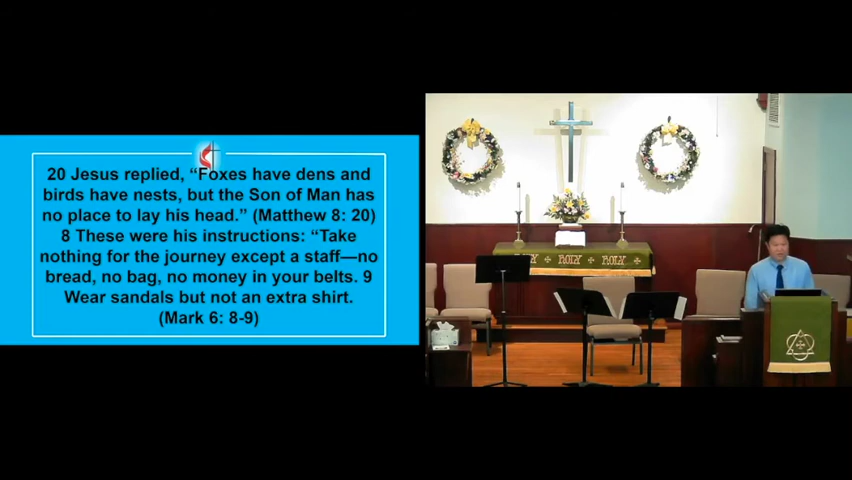 20 Jesus replied, “Foxes have dens and
birds have nests, but the Son of Man has
no place to lay his head.” (Matthew 8: 20)
8 These were his instructions: “Take
nothing for the journey except a staff—no
bread, no bag, no money in your belts. 9
Wear sandals but not an extra shirt.
(Mark 6: 8-9)
HOLY HOLY